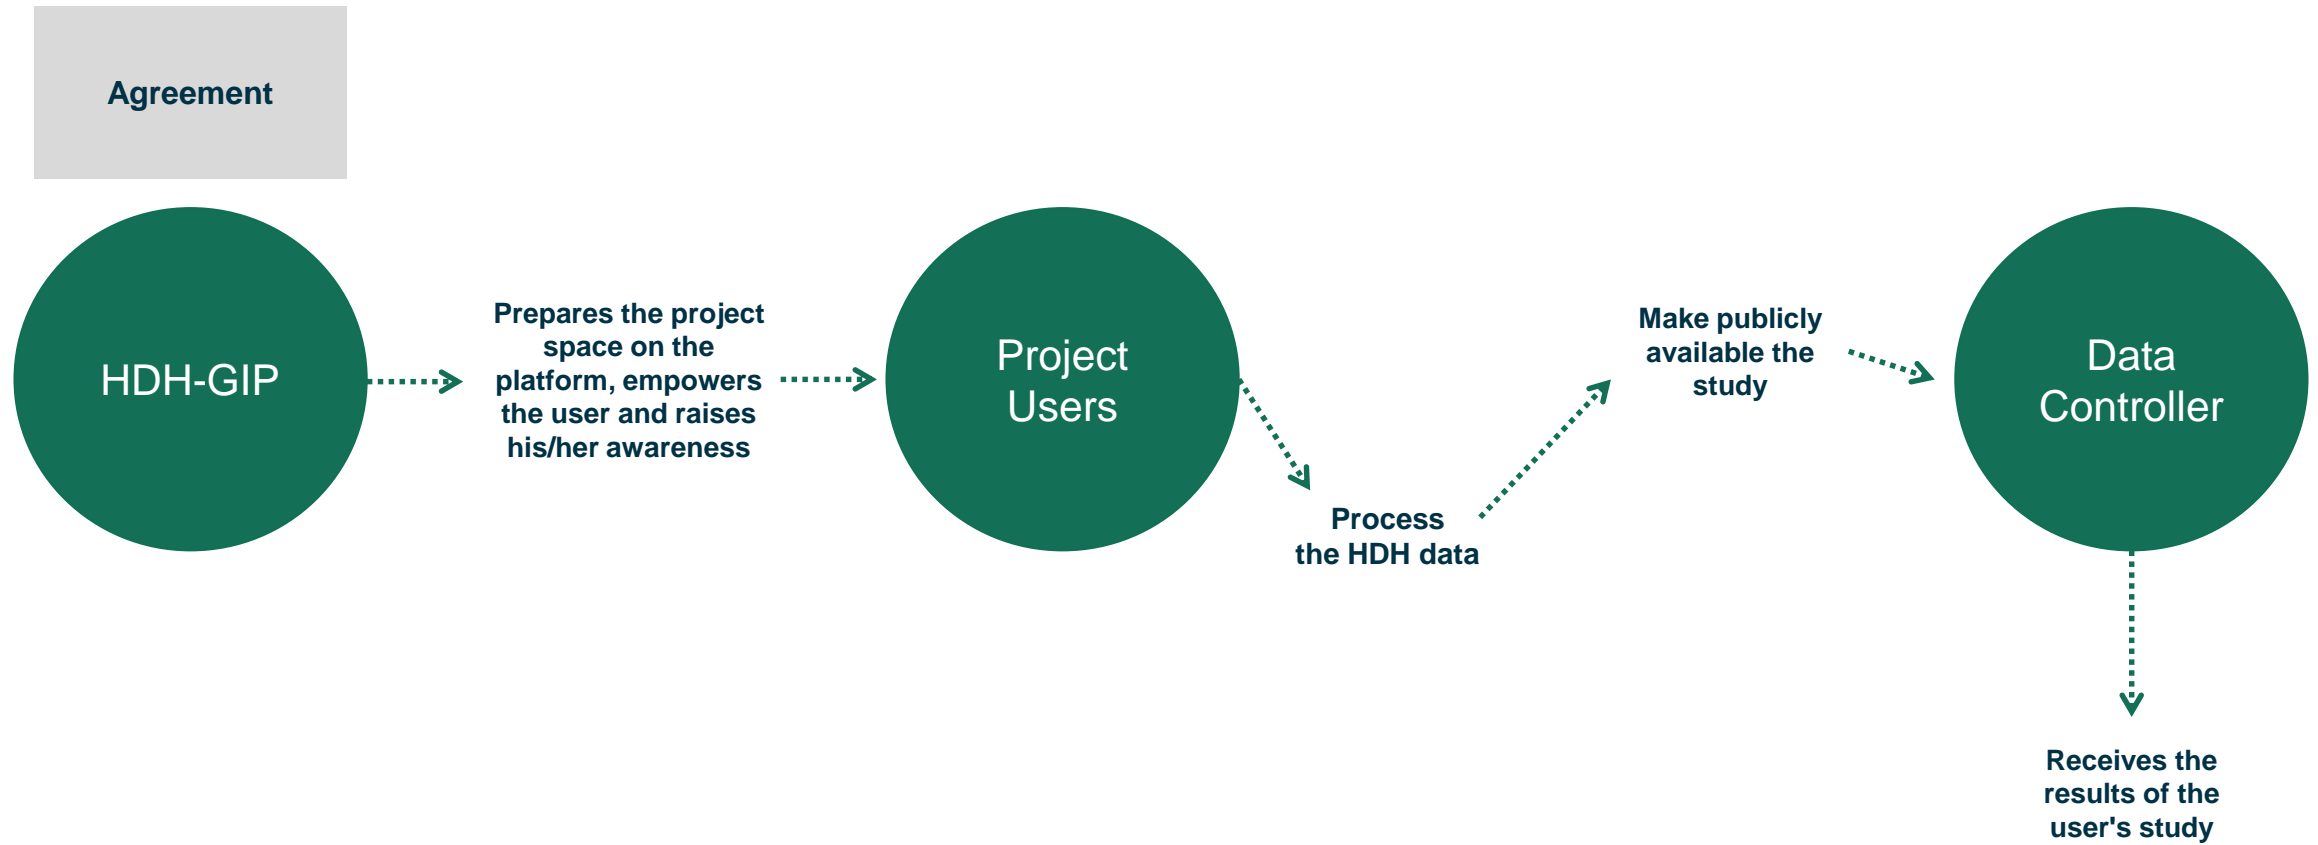 Agreement
HDH-GIP
Prepares the project
space on the
platform, empowers
the user and raises
his/her awareness
Project
Users
Process
the HDH data
Make publicly
available the
study
Data
Controller
Receives the
results of the
user's study